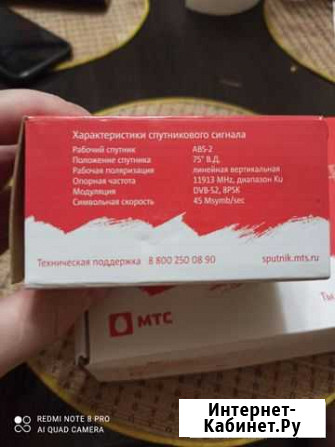 Характеристики спутникового сигнала
Рабочий спутник ABS-2
Положение спутника 75° В.Д.
Рабочая поляризация линейная вертикальная
Опорная частота 11913 MHz, диапазон Ku
Модуляция DVB-S2, 8PSK
Символьная скорость 45 Msymb/sec
Техническая поддержка 8 800 250 08 90 sputnik.mts.ru
МТС
REDMI NOTE 8 PRO
AI QUAD CAMERA
Интернет-
Кабинет.Ру